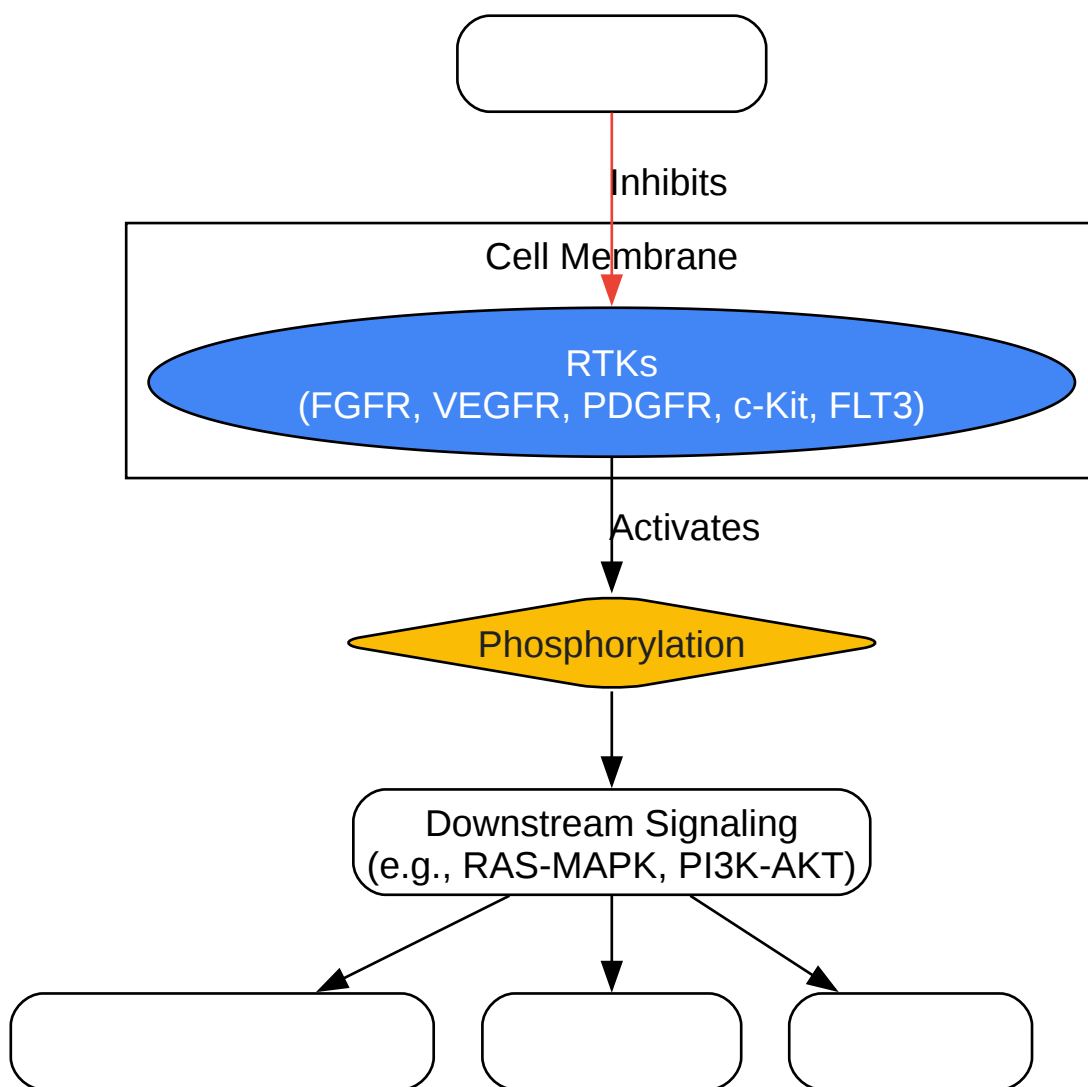 Inhibits
Cell Membrane
RTKs
(FGFR, VEGFR, PDGFR, c-Kit, FLT3)
Activates
Phosphorylation
Downstream Signaling
(e.g., RAS-MAPK, PI3K-AKT)